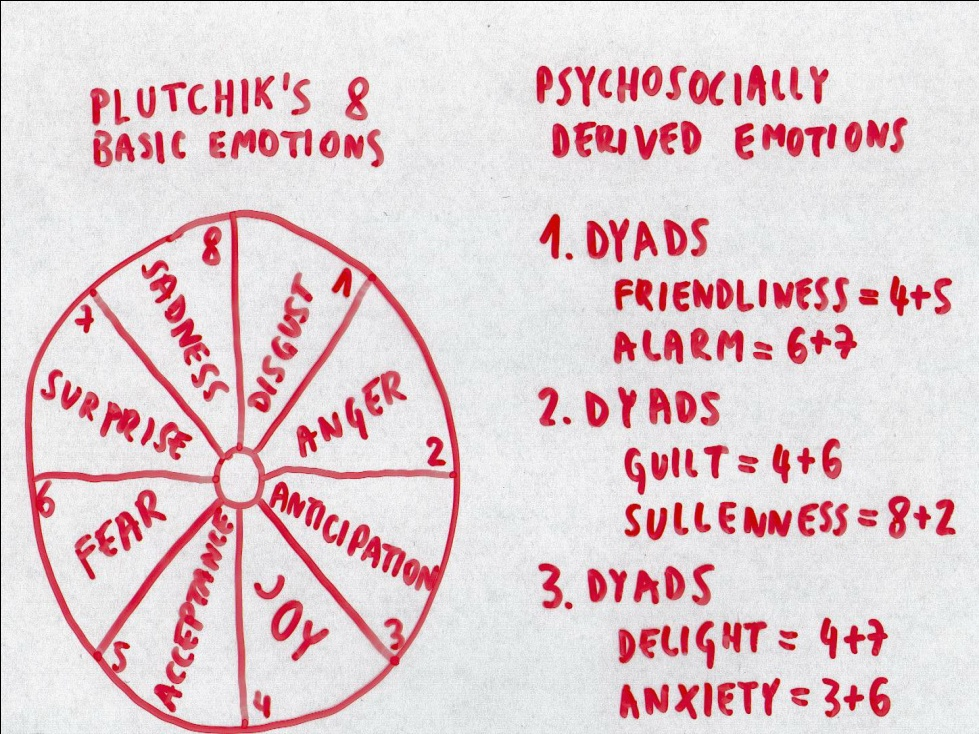 PLUTCHIK'S 8
BASIC EMOTIONS
8
SADNESS
1
DISGUST
ANGER
2
ANTICIPATION
3
JOY
4
ACCEPTANCE
5
FEAR
6
SURPRISE
7
PSYCHOSOCIALLY
DERIVED EMOTIONS
1. DYADS
FRIENDLINESS = 4+5
ALARM = 6+7
2. DYADS
GUILT = 4+6
SULLENNESS = 8+2
3. DYADS
DELIGHT = 4+7
ANXIETY = 3+6